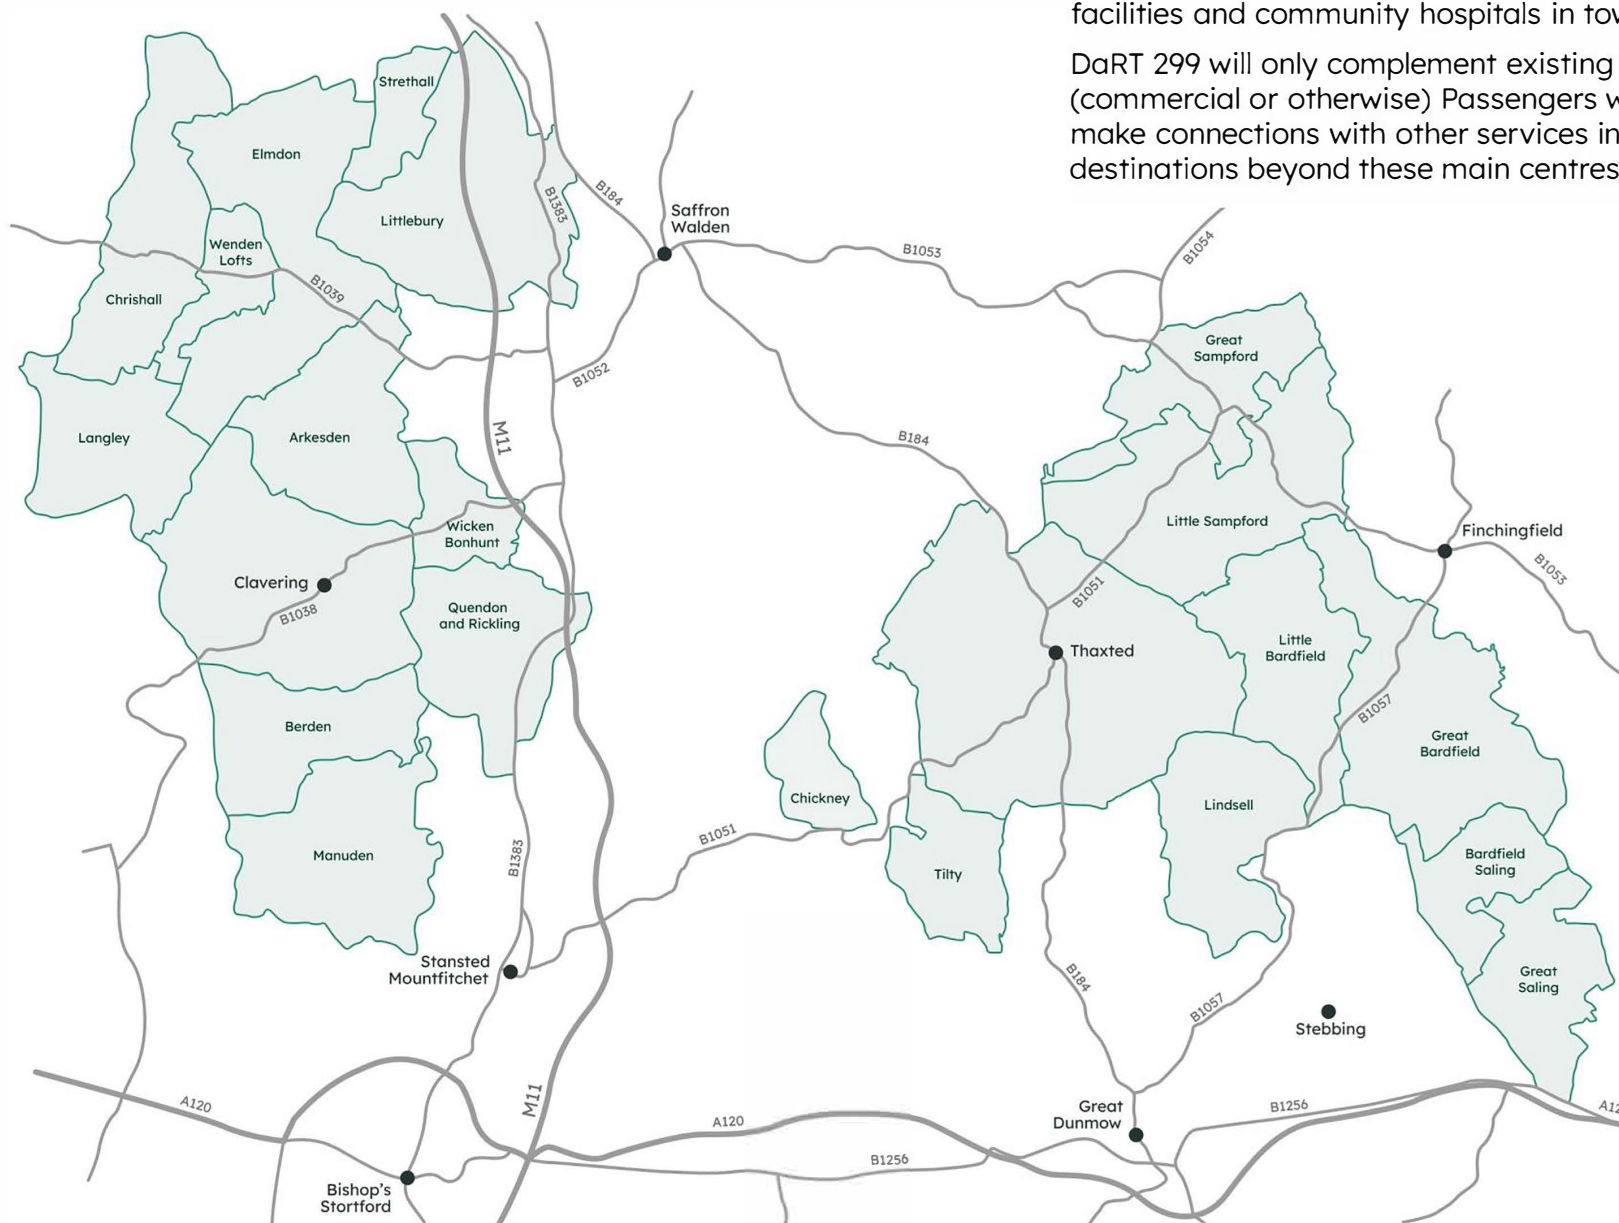 facilities and community hospitals in tow
DaRT 299 will only complement existing
(commercial or otherwise) Passengers w
make connections with other services in
destinations beyond these main centres
Strethall
Elmdon
Littlebury
B1383
B184
Saffron
Walden
Wenden
Lofts
B1039
Chrishall
B1053
B1054
Great
Sampford
B1052
M11
Langley
Arkesden
B184
Wicken
Bonhunt
Little Sampford
Finchingfield
B1053
Clavering
B1038
Quendon
and Rickling
B1051
Thaxted
Little
Bardfield
B1057
Great
Bardfield
Berden
Chickney
Lindsell
B1051
B1383
Manuden
Tilty
Bardfield
Saling
Stansted
Mountfitchet
B184
B1057
Great
Saling
Stebbing
A120
M11
A120
Great
Dunmow
B1256
A12
B1256
Bishop's
Stortford